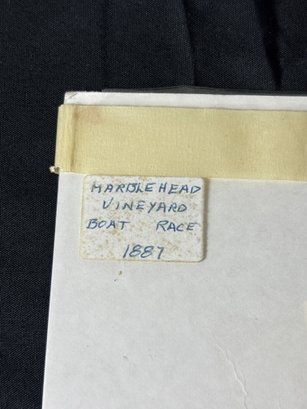 MARBLEHEAD
VINEYARD
BOAT RACE
1887